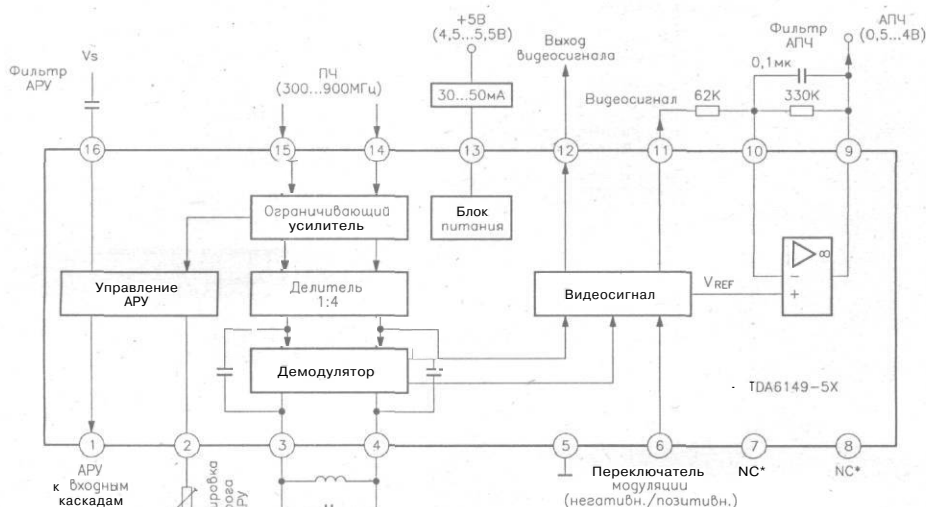 +5В
(4,5...5,5В)
Выход
видеосигнала
Фильтр
АПЧ
АПЧ
(0,5...4В)
Vs
Фильтр
АРУ
ПЧ
(300...900МГц)
30...50мА
0,1мк
Видеосигнал
62К
330К
16
15
14
13
12
11
10
9
Ограничивающий
усилитель
Блок
питания
Управление
АРУ
Делитель
1:4
Видеосигнал
VREF
∞
−
+
Демодулятор
TDA6149-5X
1
2
3
4
5
6
7
8
АРУ
к входным
каскадам
Переключатель
модуляции
(негативн./позитивн.)
NC*
NC*